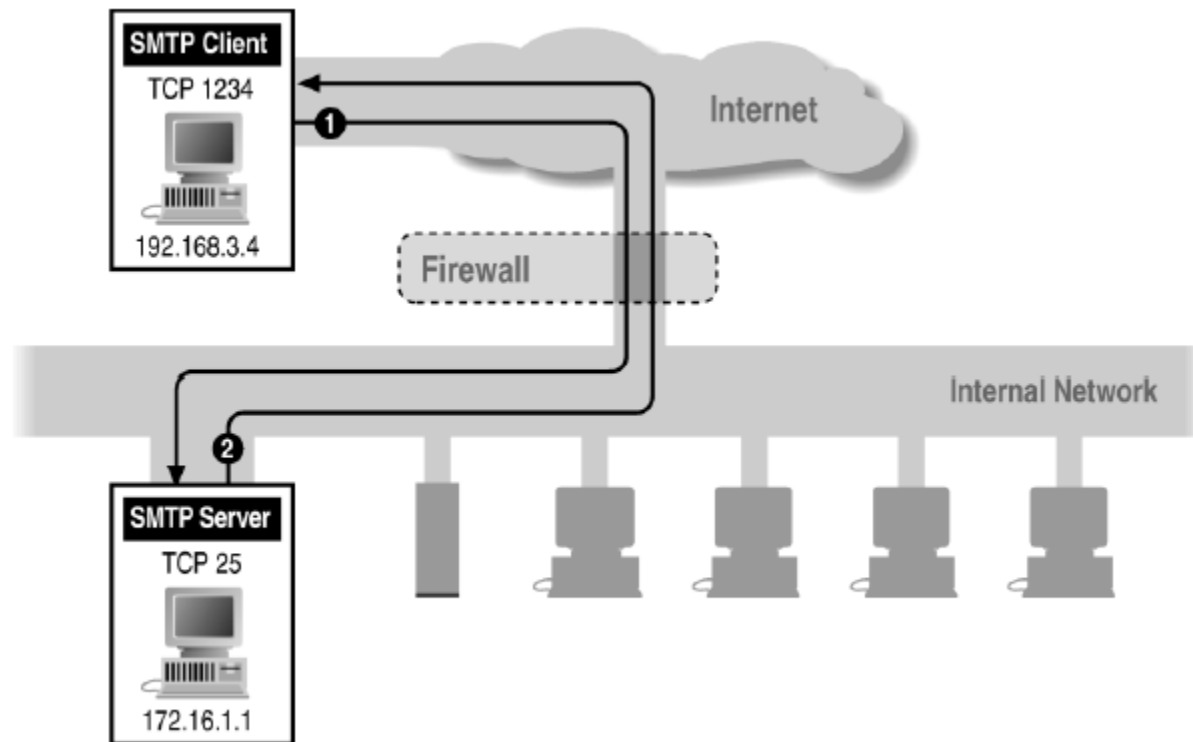 SMTP Client
TCP 1234
192.168.3.4
1
Internet
Firewall
Internal Network
2
SMTP Server
TCP 25
172.16.1.1